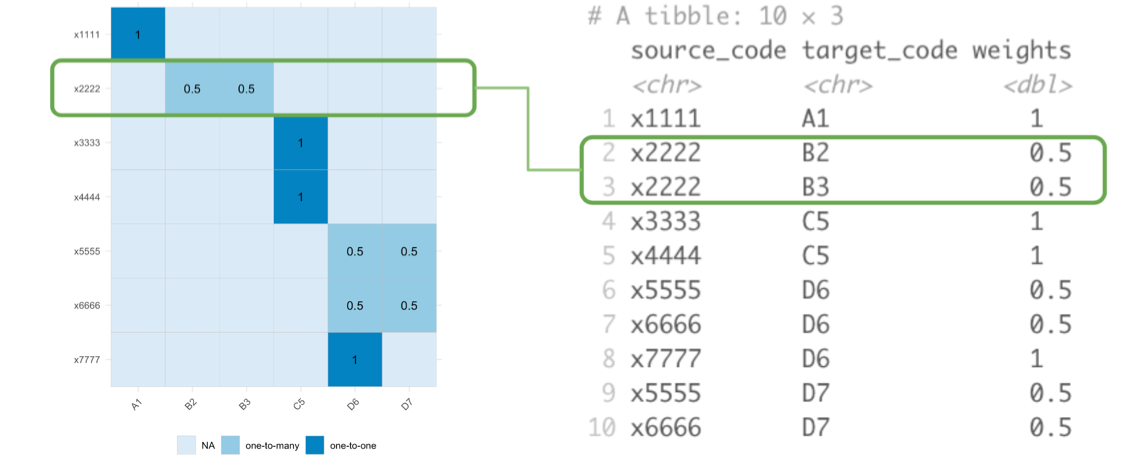 x1111
1
x2222
0.5 0.5
x3333
1
x4444
1
x5555
0.5 0.5
x6666
0.5 0.5
x7777
1
A1 B2 B3 C5 D6 D7
NA one-to-many one-to-one
# A tibble: 10 × 3
source_code target_code weights
<chr> <chr> <dbl>
1 x1111 A1 1
2 x2222 B2 0.5
3 x2222 B3 0.5
4 x3333 C5 1
5 x4444 C5 1
6 x5555 D6 0.5
7 x6666 D6 0.5
8 x7777 D6 1
9 x5555 D7 0.5
10 x6666 D7 0.5